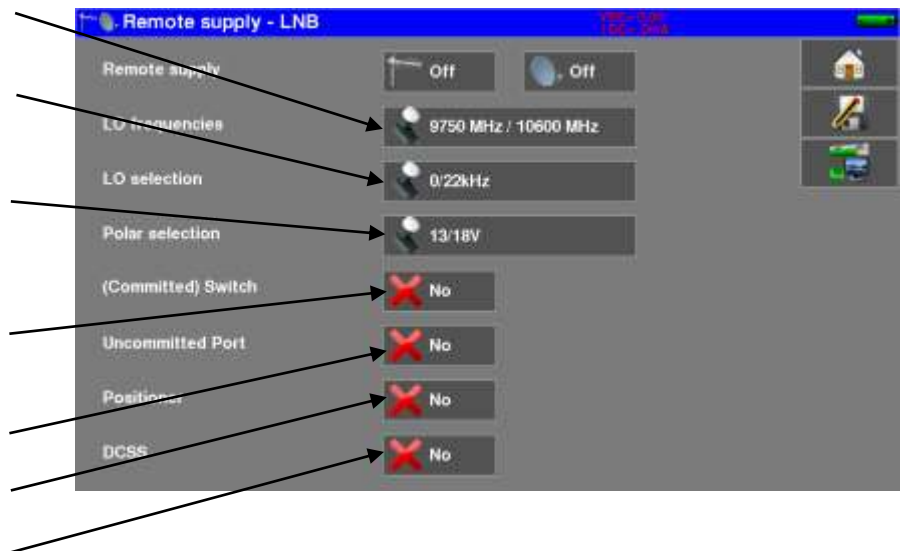 Remote supply - LNB
Remote supply Off Off
LO frequencies 9750 MHz / 10600 MHz
LO selection 0/22kHz
Polar selection 13/18V
(Committed) Switch No
Uncommitted Port No
Positioner No
DCSS No